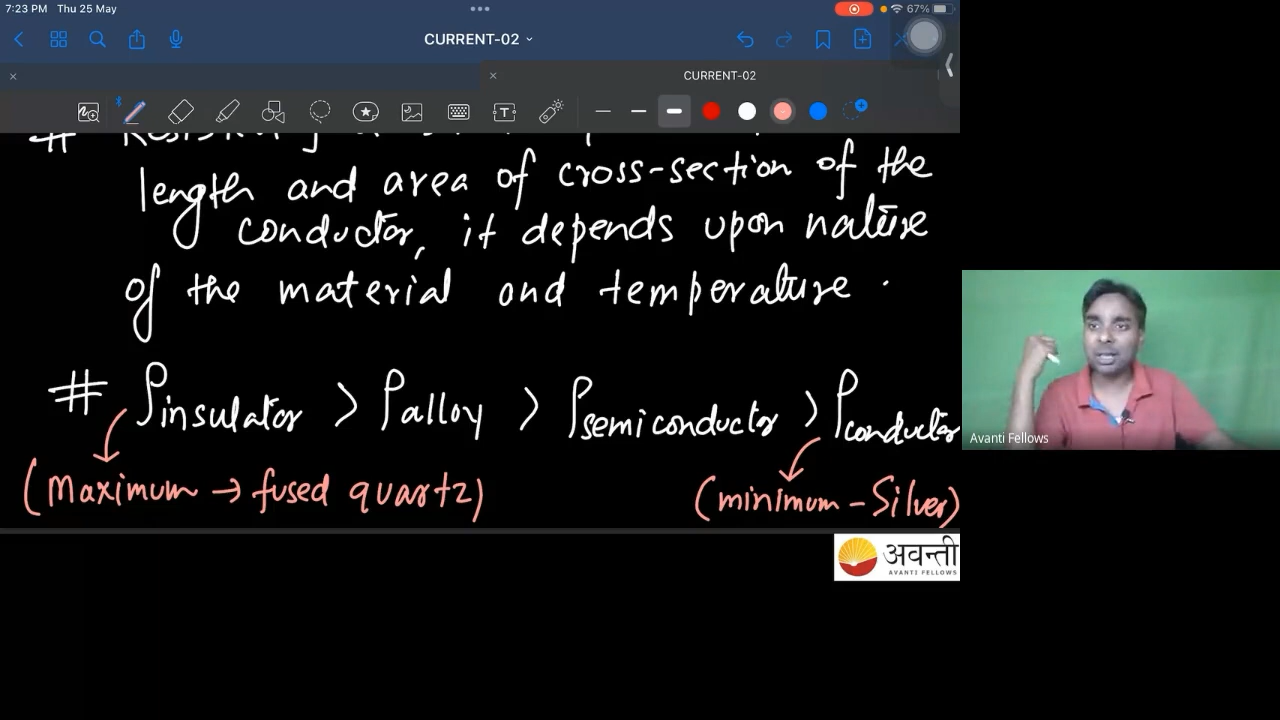 7:23 PM Thu 25 May
67%
CURRENT-02
CURRENT-02
length and area of cross-section of the
conductor, it depends upon nature
of the material and temperature.
# ρinsulator > ρalloy > ρsemiconductor > ρconductor
(Maximum → fused quartz)
(minimum - Silver)
Avanti Fellows
अवन्ती
AVANTI FELLOWS